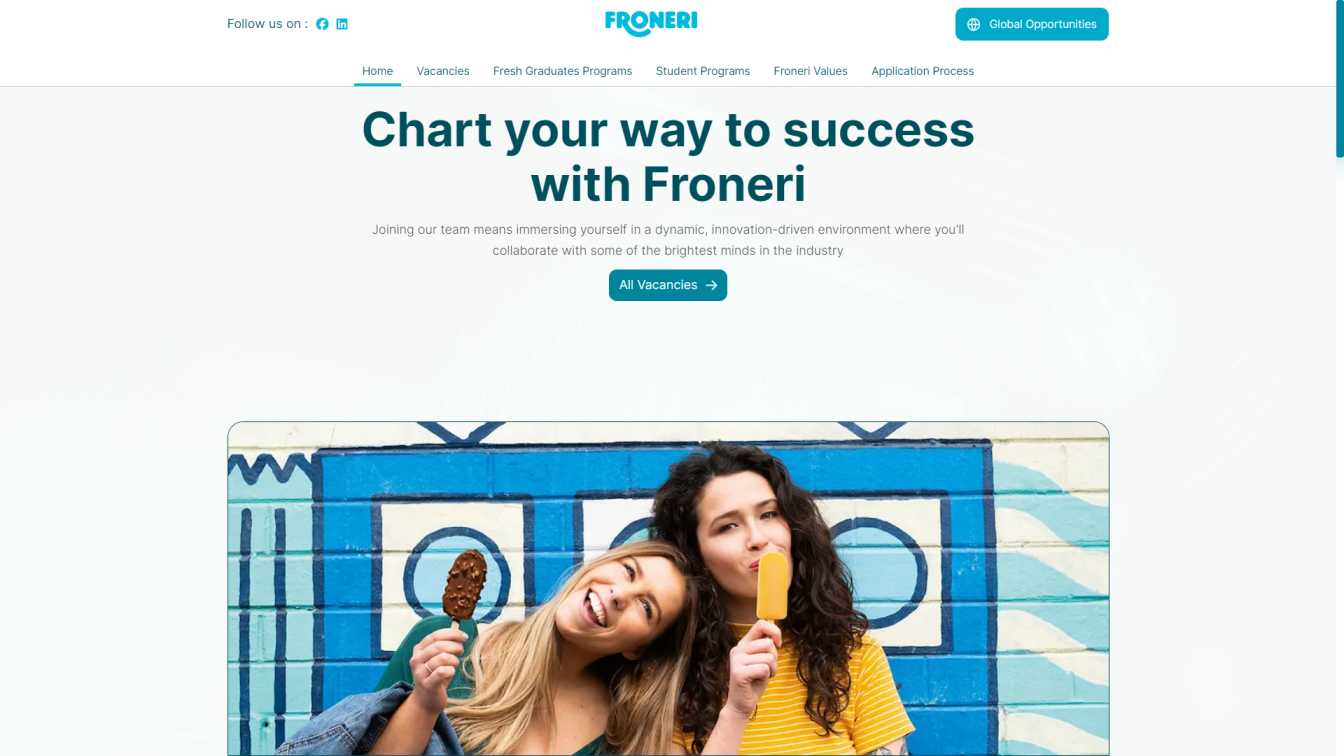 Follow us on :
FRONERI
Global Opportunities
Home
Vacancies
Fresh Graduates Programs
Student Programs
Froneri Values
Application Process
Chart your way to success
with Froneri
Joining our team means immersing yourself in a dynamic, innovation-driven environment where you'll
collaborate with some of the brightest minds in the industry
All Vacancies